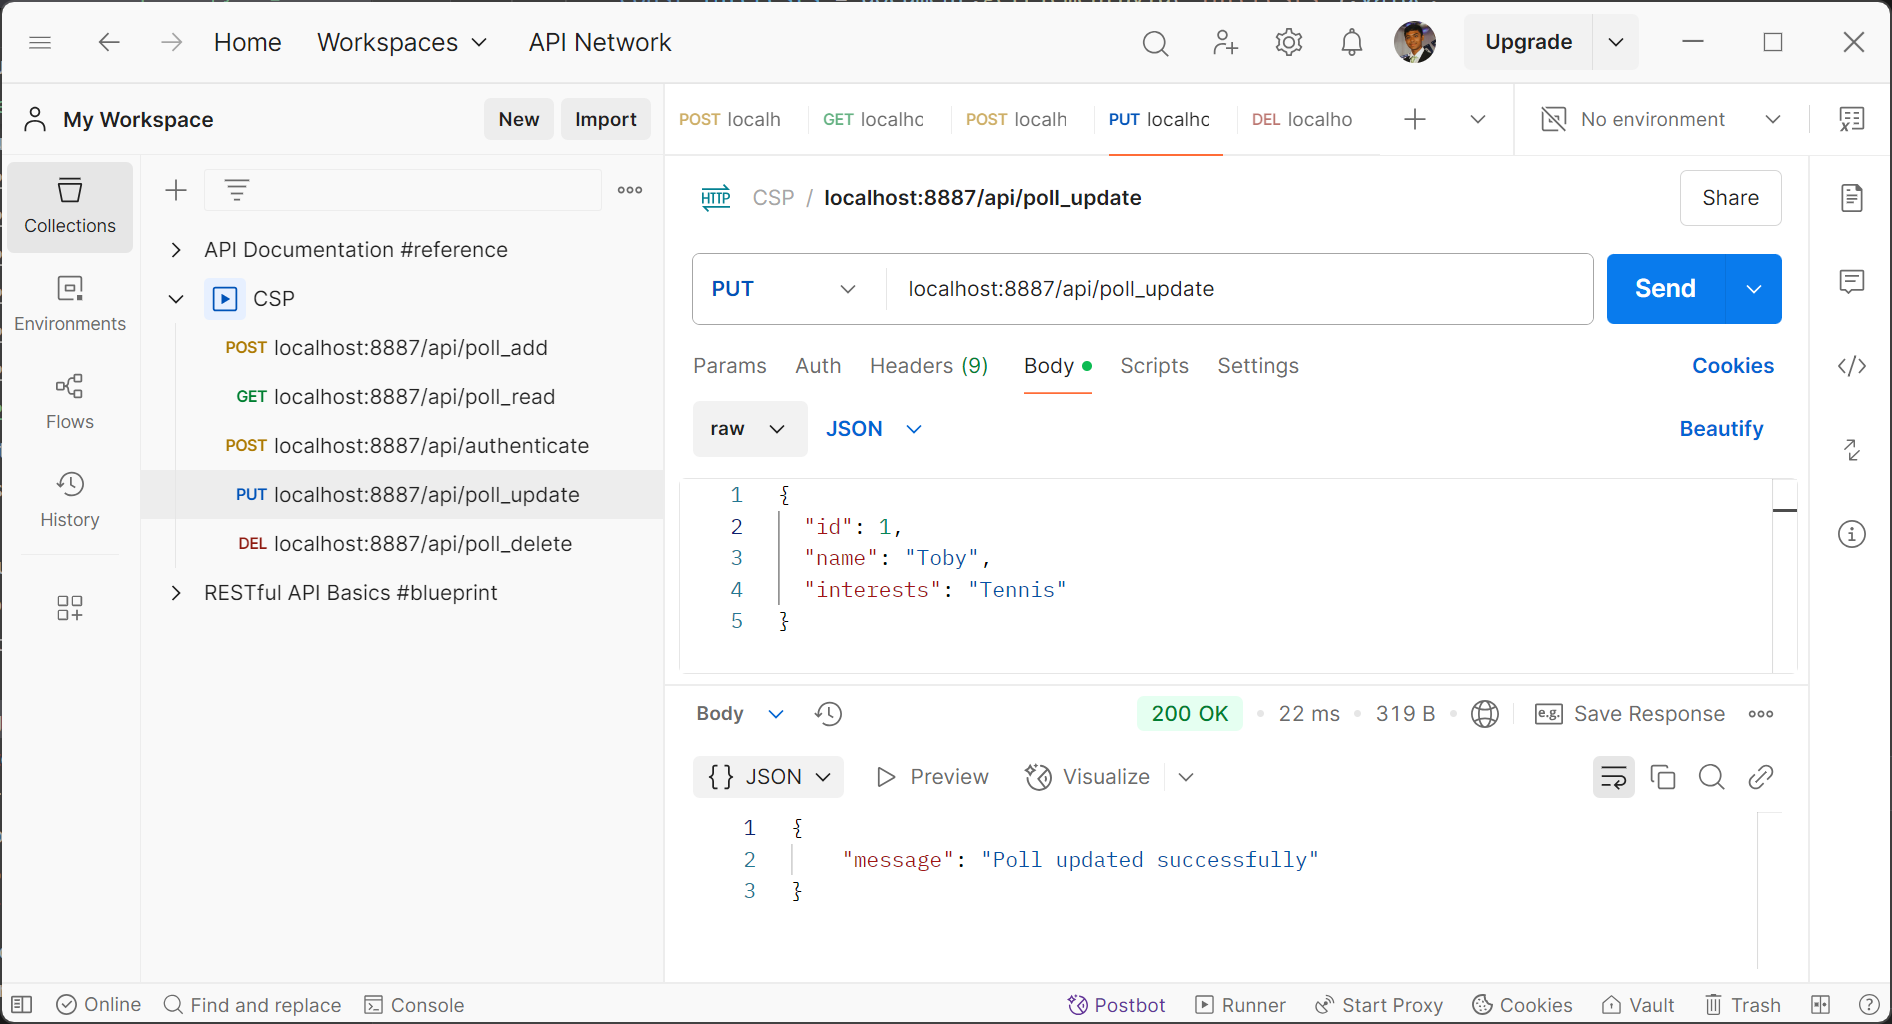 Home Workspaces API Network Upgrade
My Workspace New Import
POST localh GET localhc POST localh PUT localhc DEL localho No environment
Collections
Environments
Flows
History
API Documentation #reference
CSP
POST localhost:8887/api/poll_add
GET localhost:8887/api/poll_read
POST localhost:8887/api/authenticate
PUT localhost:8887/api/poll_update
DEL localhost:8887/api/poll_delete
RESTful API Basics #blueprint
HTTP CSP / localhost:8887/api/poll_update Share
PUT localhost:8887/api/poll_update Send
Params Auth Headers (9) Body Scripts Settings Cookies
raw JSON Beautify
1 {
2 "id": 1,
3 "name": "Toby",
4 "interests": "Tennis"
5 }
Body 200 OK 22 ms 319 B e.g. Save Response
{} JSON Preview Visualize
1 {
2 "message": "Poll updated successfully"
3 }
Online Find and replace Console Postbot Runner Start Proxy Cookies Vault Trash